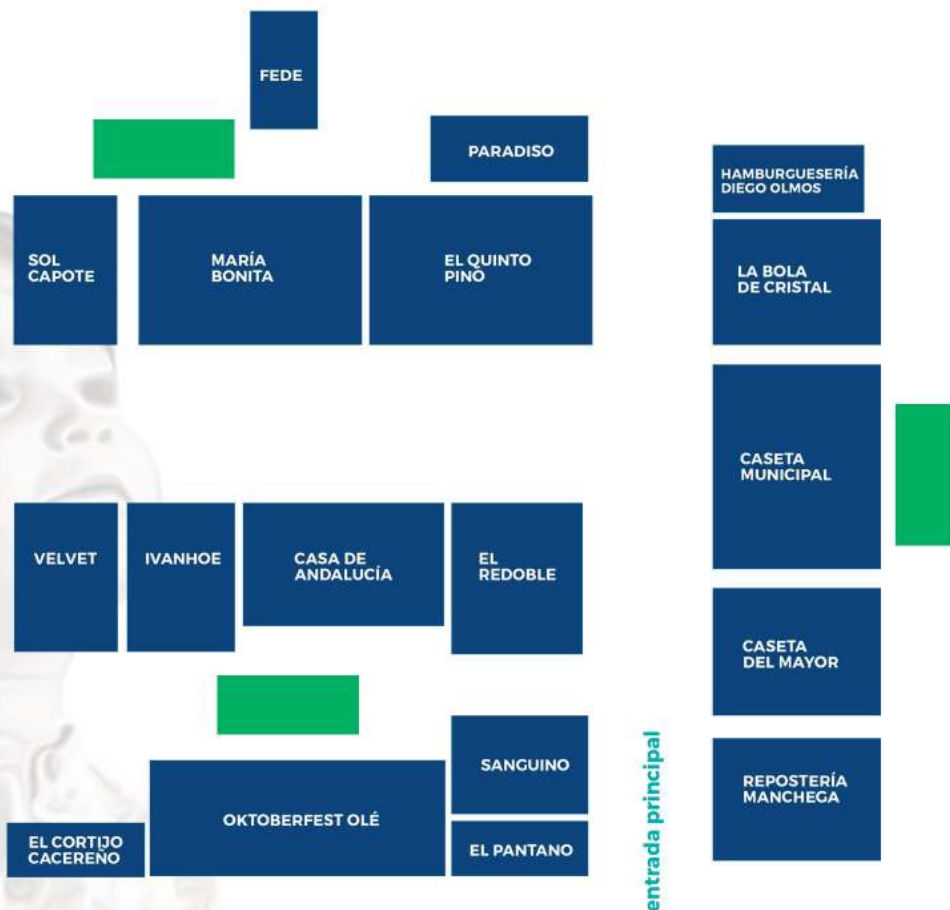 FEDE
PARADISO
HAMBURGUESERÍA
DIEGO OLMOS
SOL
CAPOTE
MARÍA
BONITA
EL QUINTO
PINO
LA BOLA
DE CRISTAL
CASETA
MUNICIPAL
VELVET
IVANHOE
CASA DE
ANDALUCÍA
EL
REDOBLE
CASETA
DEL MAYOR
SANGUINO
REPOSTERÍA
MANCHEGA
OKTOBERFEST OLÉ
EL CORTIJO
CACEREÑO
EL PANTANO
entrada principal